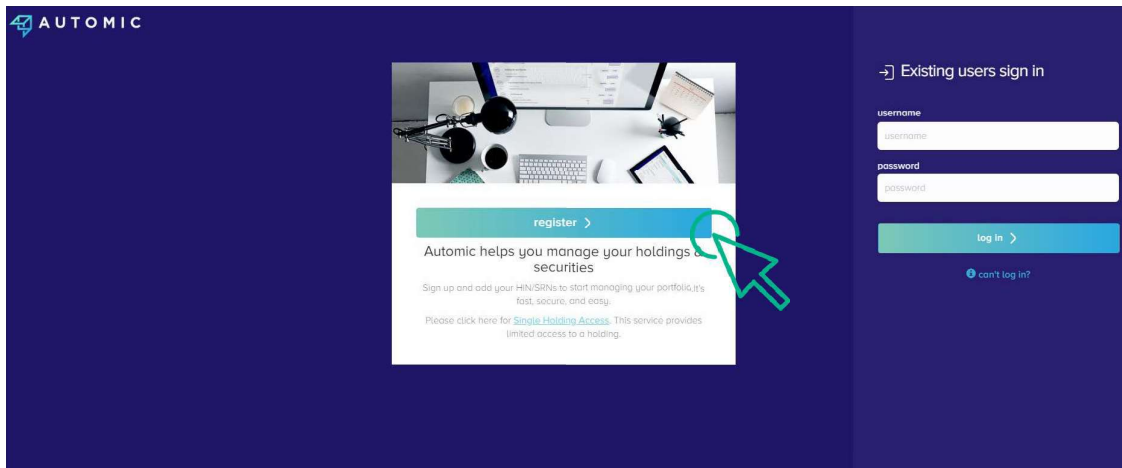 AUTOMIC
register >
Automic helps you manage your holdings &
securities
Sign up and add your HIN/SRNs to start managing your portfolio.It's
fast, secure, and easy.
Please click here for Single Holding Access. This service provides
limited access to a holding.
Existing users sign in
username
username
password
password
log in >
can't log in?